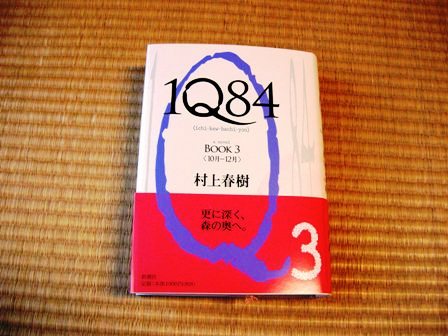 1Q84
(ichi-kew-hachi-yon)
a novel
BOOK 3
〈10月－12月〉
村上春樹
更に深く、
森の奥へ。
3
新潮社